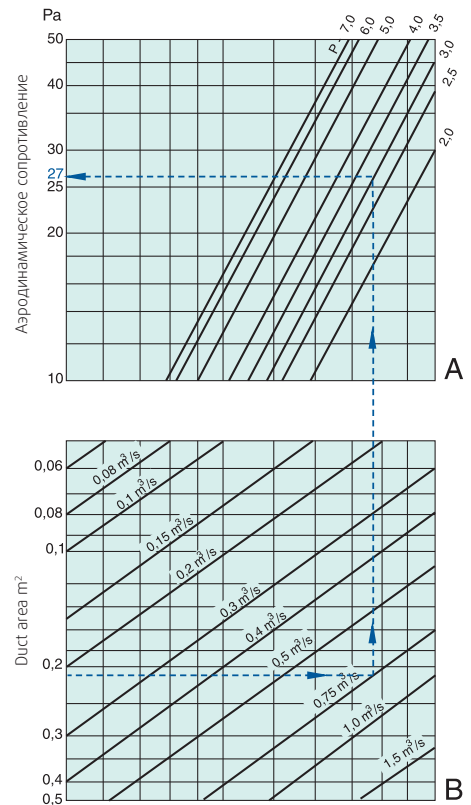 Pa
50
40
30
27
25
20
10
Аэродинамическое сопротивление
P -
7,0
6,0
5,0
4,0
3,5
3,0
2,5
2,0
A
0,06
0,08
0,1
0,2
0,3
0,4
0,5
Duct area m²
0,08 m³/s
0,1 m³/s
0,15 m³/s
0,2 m³/s
0,3 m³/s
0,4 m³/s
0,5 m³/s
0,75 m³/s
1,0 m³/s
1,5 m³/s
B